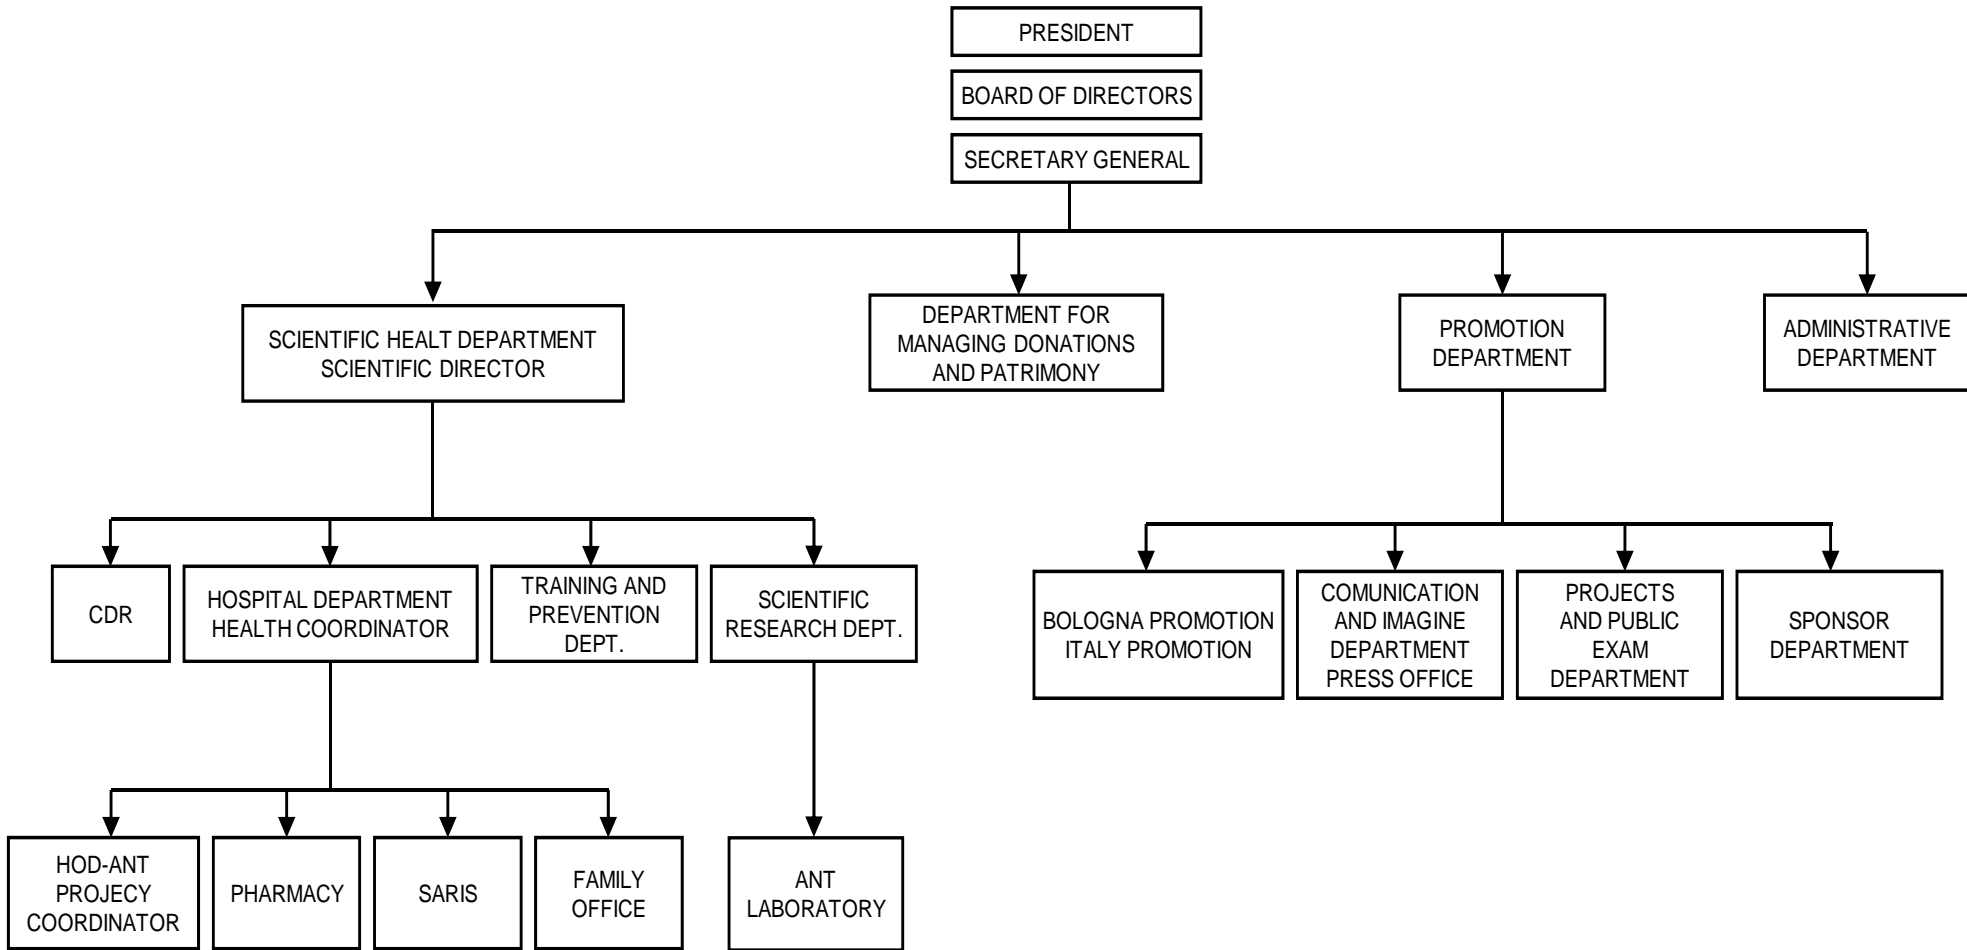 PRESIDENT
BOARD OF DIRECTORS
SECRETARY GENERAL
SCIENTIFIC HEALT DEPARTMENT
SCIENTIFIC DIRECTOR
DEPARTMENT FOR
MANAGING DONATIONS
AND PATRIMONY
PROMOTION
DEPARTMENT
ADMINISTRATIVE
DEPARTMENT
CDR
HOSPITAL DEPARTMENT
HEALTH COORDINATOR
TRAINING AND
PREVENTION
DEPT.
SCIENTIFIC
RESEARCH DEPT.
BOLOGNA PROMOTION
ITALY PROMOTION
COMUNICATION
AND IMAGINE
DEPARTMENT
PRESS OFFICE
PROJECTS
AND PUBLIC
EXAM
DEPARTMENT
SPONSOR
DEPARTMENT
HOD-ANT
PROJECY
COORDINATOR
PHARMACY
SARIS
FAMILY
OFFICE
ANT
LABORATORY